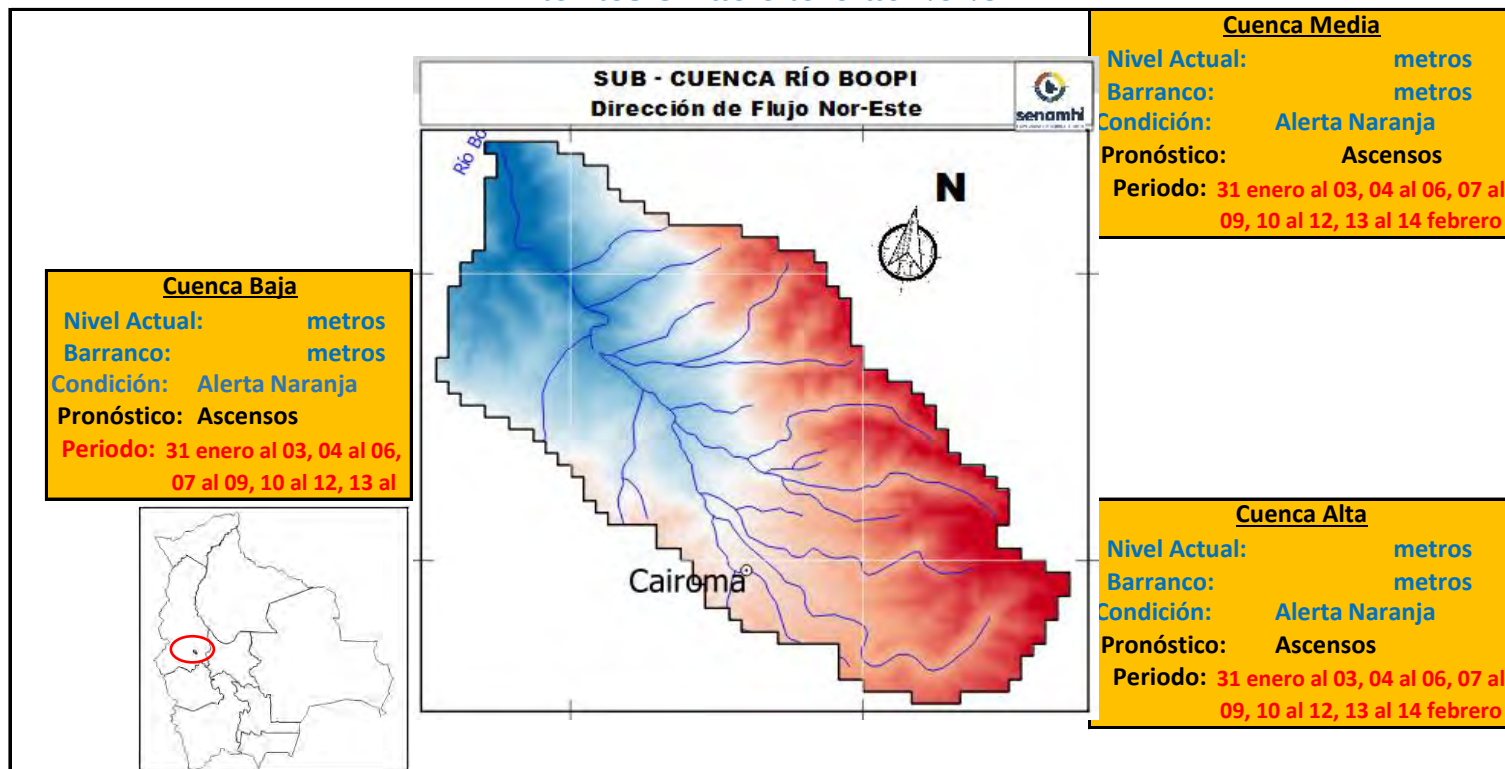 Cuenca Media
Nivel Actual: metros
Barranco: metros
Condición: Alerta Naranja
Pronóstico: Ascensos
Periodo: 31 enero al 03, 04 al 06, 07 al
09, 10 al 12, 13 al 14 febrero
SUB - CUENCA RÍO BOOPI
Dirección de Flujo Nor-Este
senamhi
Río Bo
N
Cuenca Baja
Nivel Actual: metros
Barranco: metros
Condición: Alerta Naranja
Pronóstico: Ascensos
Periodo: 31 enero al 03, 04 al 06,
07 al 09, 10 al 12, 13 al
Cairoma
Cuenca Alta
Nivel Actual: metros
Barranco: metros
Condición: Alerta Naranja
Pronóstico: Ascensos
Periodo: 31 enero al 03, 04 al 06, 07 al
09, 10 al 12, 13 al 14 febrero